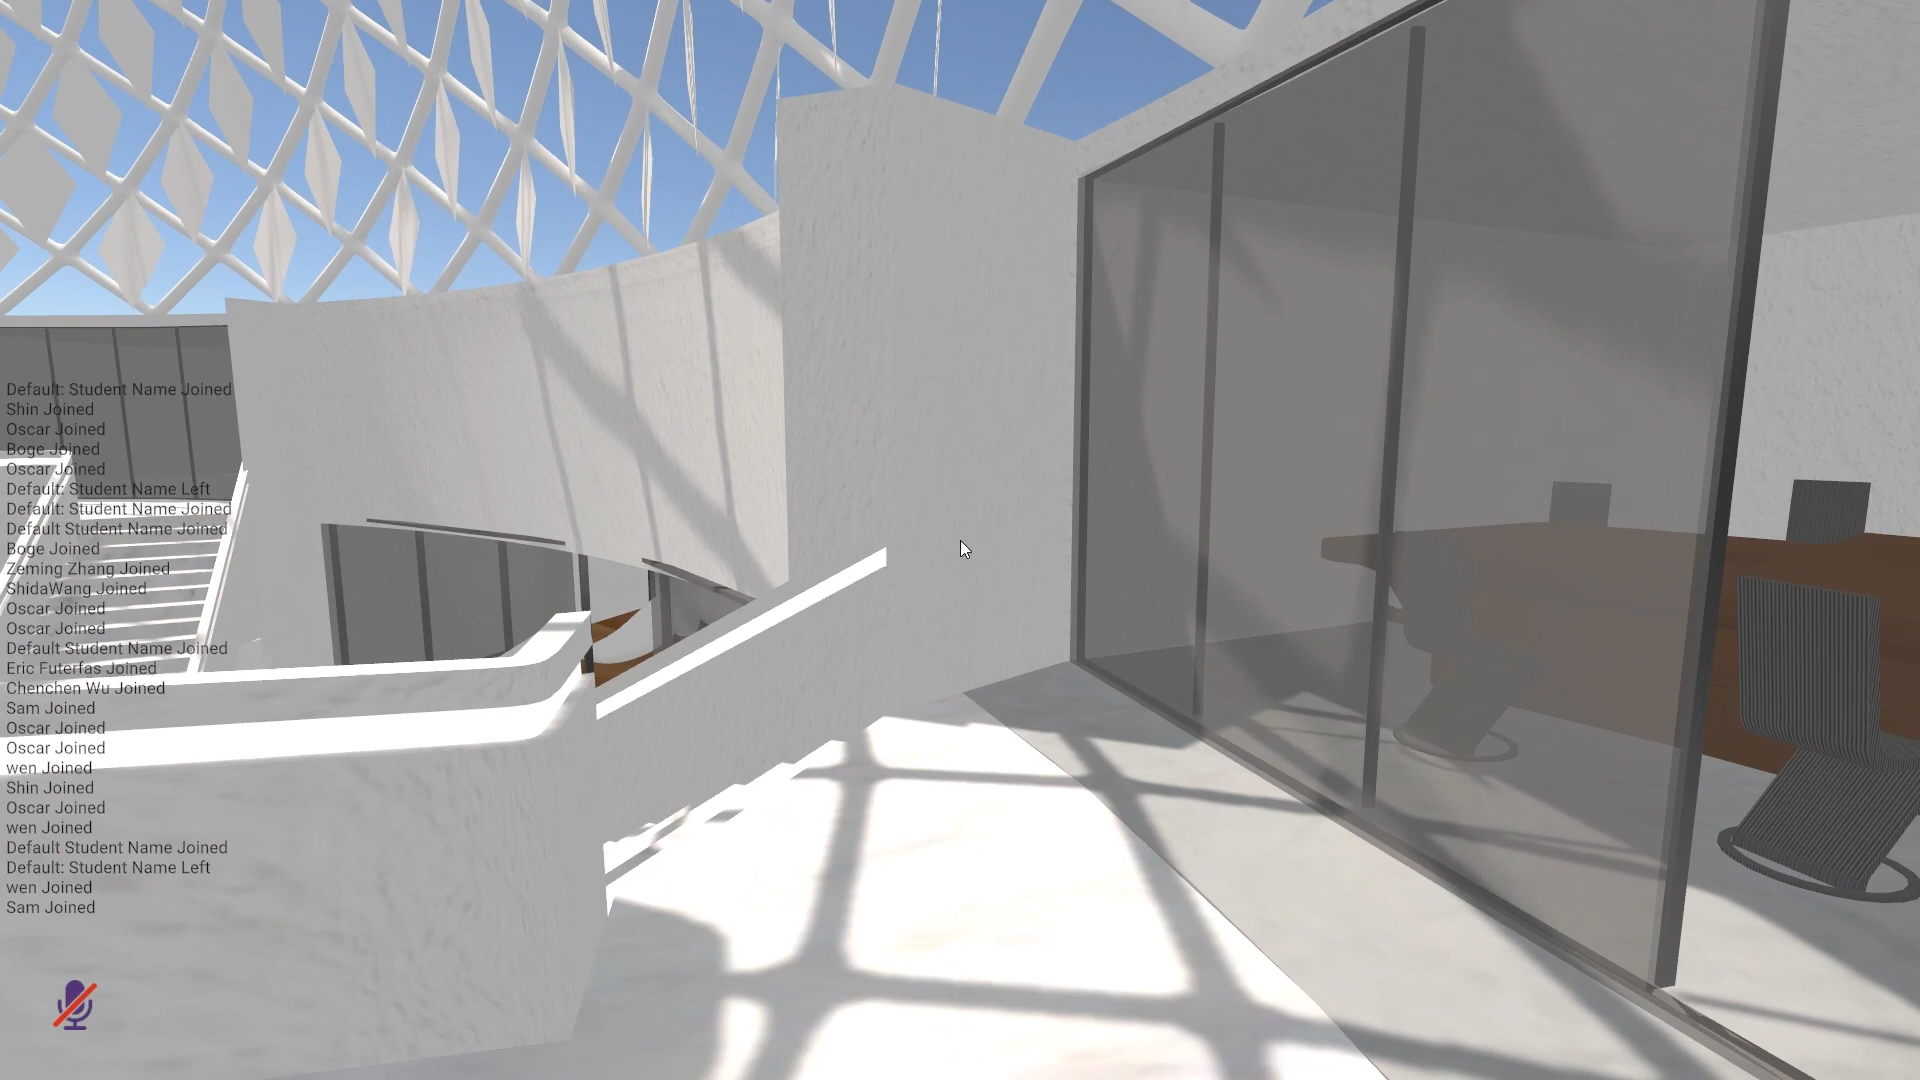 Default: Student Name Joined
Shin Joined
Oscar Joined
Boge Joined
Oscar Joined
Default: Student Name Left
Default: Student Name Joined
Default Student Name Joined
Boge Joined
Zeming Zhang Joined
ShidaWang Joined
Oscar Joined
Oscar Joined
Default Student Name Joined
Eric Futerfas Joined
Chenchen Wu Joined
Sam Joined
Oscar Joined
Oscar Joined
wen Joined
Shin Joined
Oscar Joined
wen Joined
Default Student Name Joined
Default: Student Name Left
wen Joined
Sam Joined